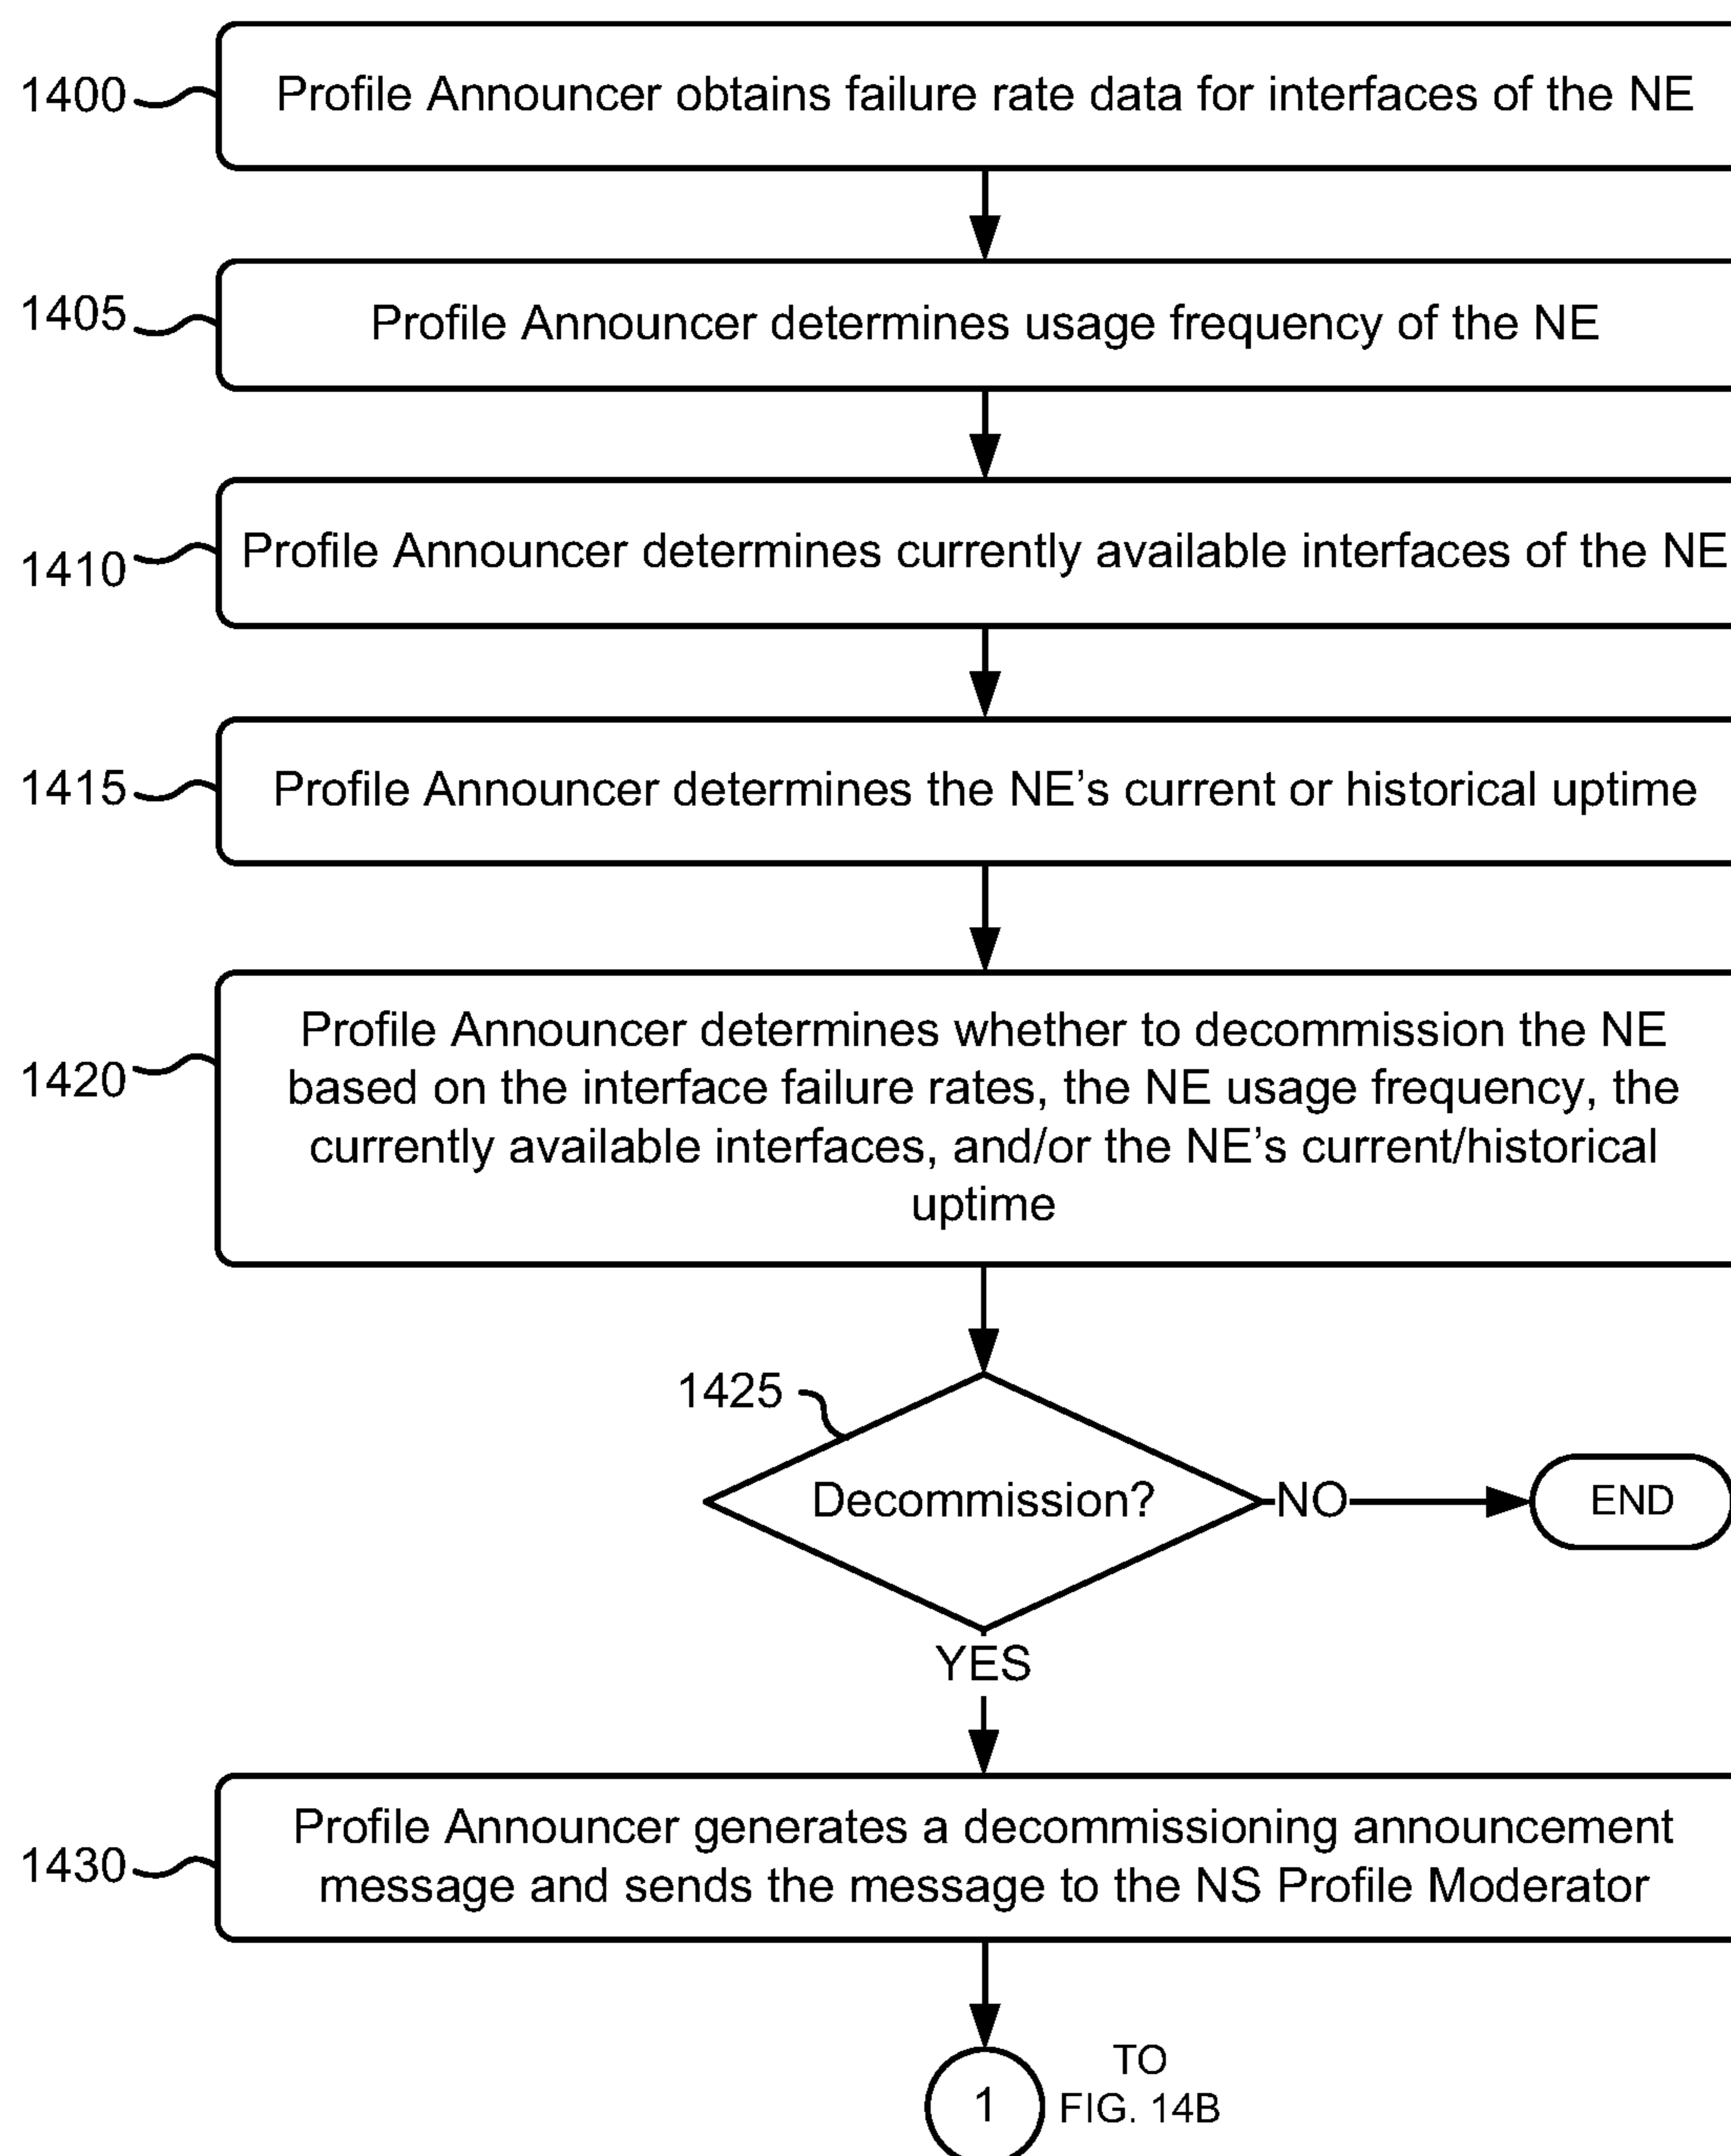 1400
Profile Announcer obtains failure rate data for interfaces of the NE
1405
Profile Announcer determines usage frequency of the NE
1410
Profile Announcer determines currently available interfaces of the NE
1415
Profile Announcer determines the NE’s current or historical uptime
1420
Profile Announcer determines whether to decommission the NE
based on the interface failure rates, the NE usage frequency, the
currently available interfaces, and/or the NE’s current/historical
uptime
1425
Decommission?
NO
END
YES
1430
Profile Announcer generates a decommissioning announcement
message and sends the message to the NS Profile Moderator
1
TO
FIG. 14B